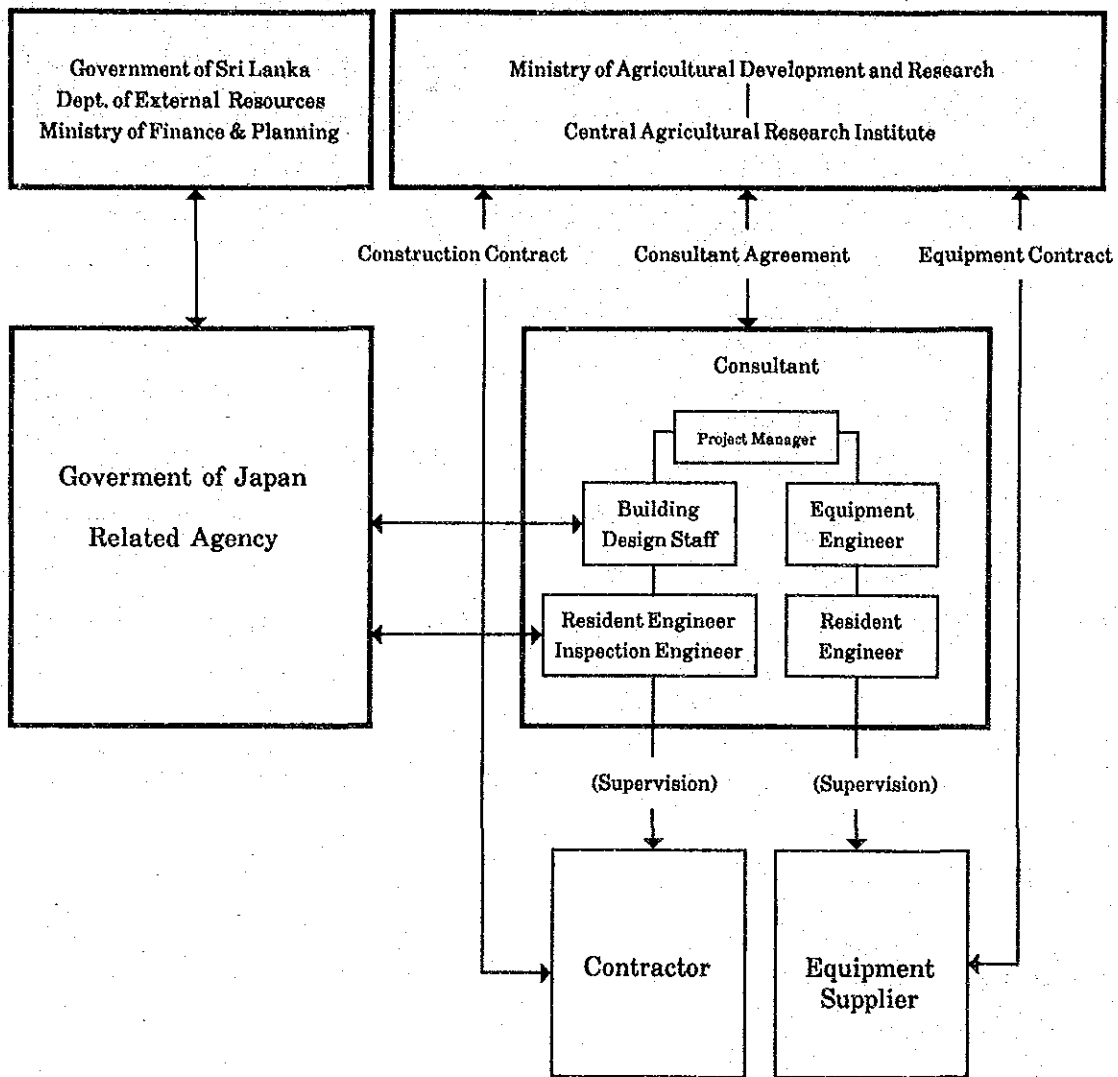 Government of Sri Lanka
Dept. of External Resources
Ministry of Finance & Planning
Ministry of Agricultural Development and Research
Central Agricultural Research Institute
Construction Contract
Consultant Agreement
Equipment Contract
Goverment of Japan
Related Agency
Consultant
Project Manager
Building
Design Staff
Equipment
Engineer
Resident Engineer
Inspection Engineer
Resident
Engineer
(Supervision)
(Supervision)
Contractor
Equipment
Supplier